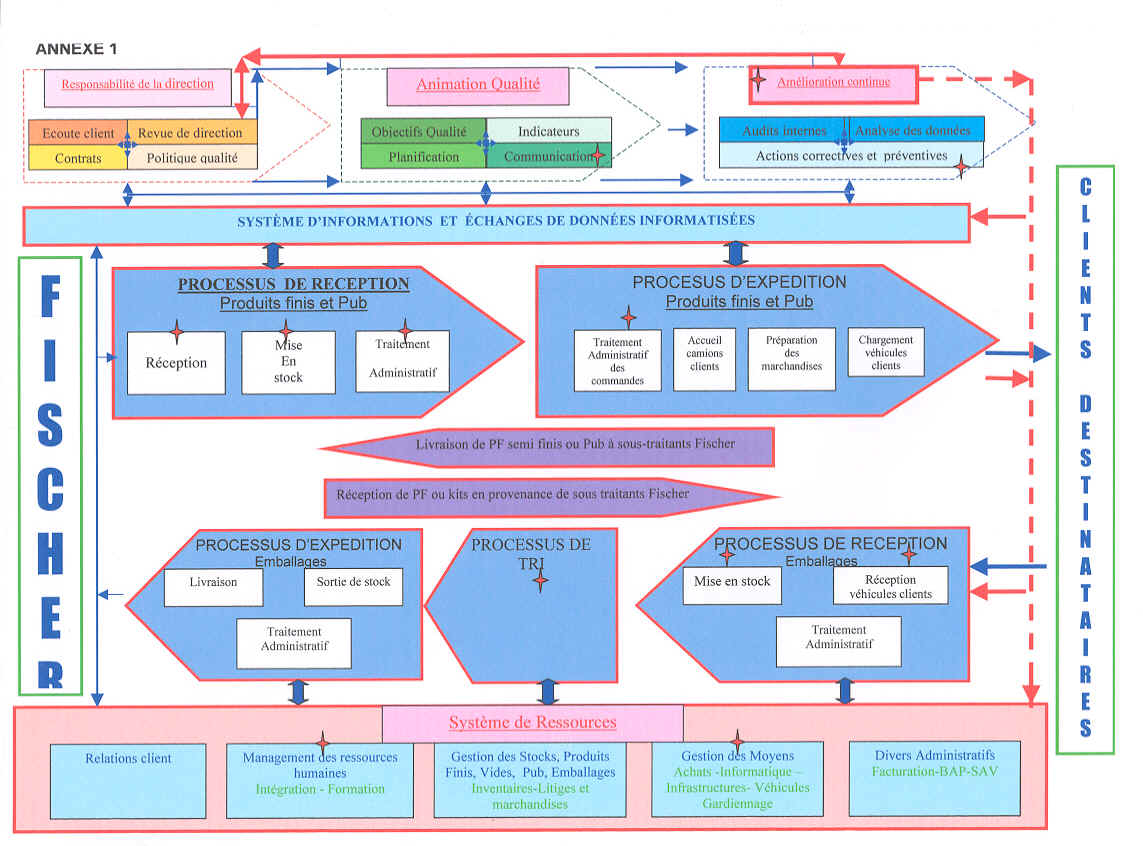 ANNEXE 1
Responsabilité de la direction
Animation Qualité
Amélioration continue
Ecoute client
Revue de direction
Contrats
Politique qualité
Objectifs Qualité
Indicateurs
Planification
Communication
Audits internes
Analyse des données
Actions correctives et préventives
SYSTÈME D'INFORMATIONS ET ÉCHANGES DE DONNÉES INFORMATISÉES
FISCHER
CLIENTS DESTINATAIRES
PROCESSUS DE RECEPTION
Produits finis et Pub
Réception
Mise
En
stock
Traitement
Administratif
PROCESUS D'EXPEDITION
Produits finis et Pub
Traitement
Administratif
des
commandes
Accueil
camions
clients
Préparation
des
marchandises
Chargement
véhicules
clients
Livraison de PF semi finis ou Pub à sous-traitants Fischer
Réception de PF ou kits en provenance de sous traitants Fischer
PROCESSUS D'EXPEDITION
Emballages
Livraison
Sortie de stock
Traitement
Administratif
PROCESSUS DE
TRI
PROCESSUS DE RECEPTION
Emballages
Mise en stock
Réception
véhicules clients
Traitement
Administratif
Système de Ressources
Relations client
Management des ressources
humaines
Intégration - Formation
Gestion des Stocks, Produits
Finis, Vides, Pub, Emballages
Inventaires-Litiges et
marchandises
Gestion des Moyens
Achats -Informatique –
Infrastructures- Véhicules
Gardiennage
Divers Administratifs
Facturation-BAP-SAV